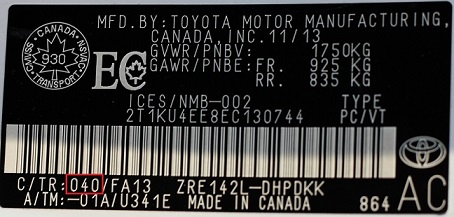 MFD.BY:TOYOTA MOTOR MANUFACTURING,
CANADA,INC.11/13
GVWR/PNBV: 1750KG
GAWR/PNBE:FR. 925 KG
RR. 835 KG
CANADA
930
TRANSPORT
EC
ICES/NMB-002 TYPE
2T1KU4EE8EC130744 PC/VT
C/TR:040/FA13 ZRE142L-DHPDKK
A/TM:-01A/U341E MADE IN CANADA 864 AC
TOYOTA